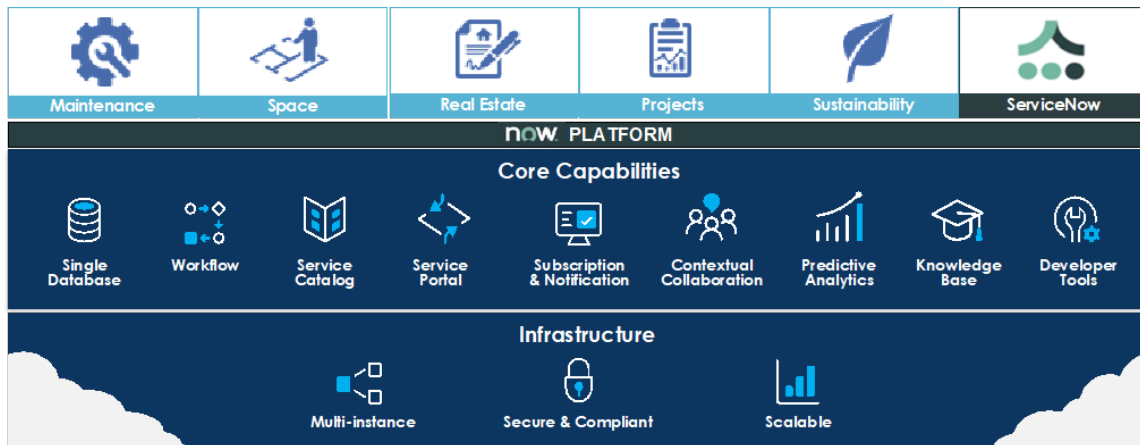 Maintenance
Space
Real Estate
Projects
Sustainability
ServiceNow
now. PLATFORM
Core Capabilities
Single
Database
Workflow
Service
Catalog
Service
Portal
Subscription
& Notification
Contextual
Collaboration
Predictive
Analytics
Knowledge
Base
Developer
Tools
Infrastructure
Multi-instance
Secure & Compliant
Scalable